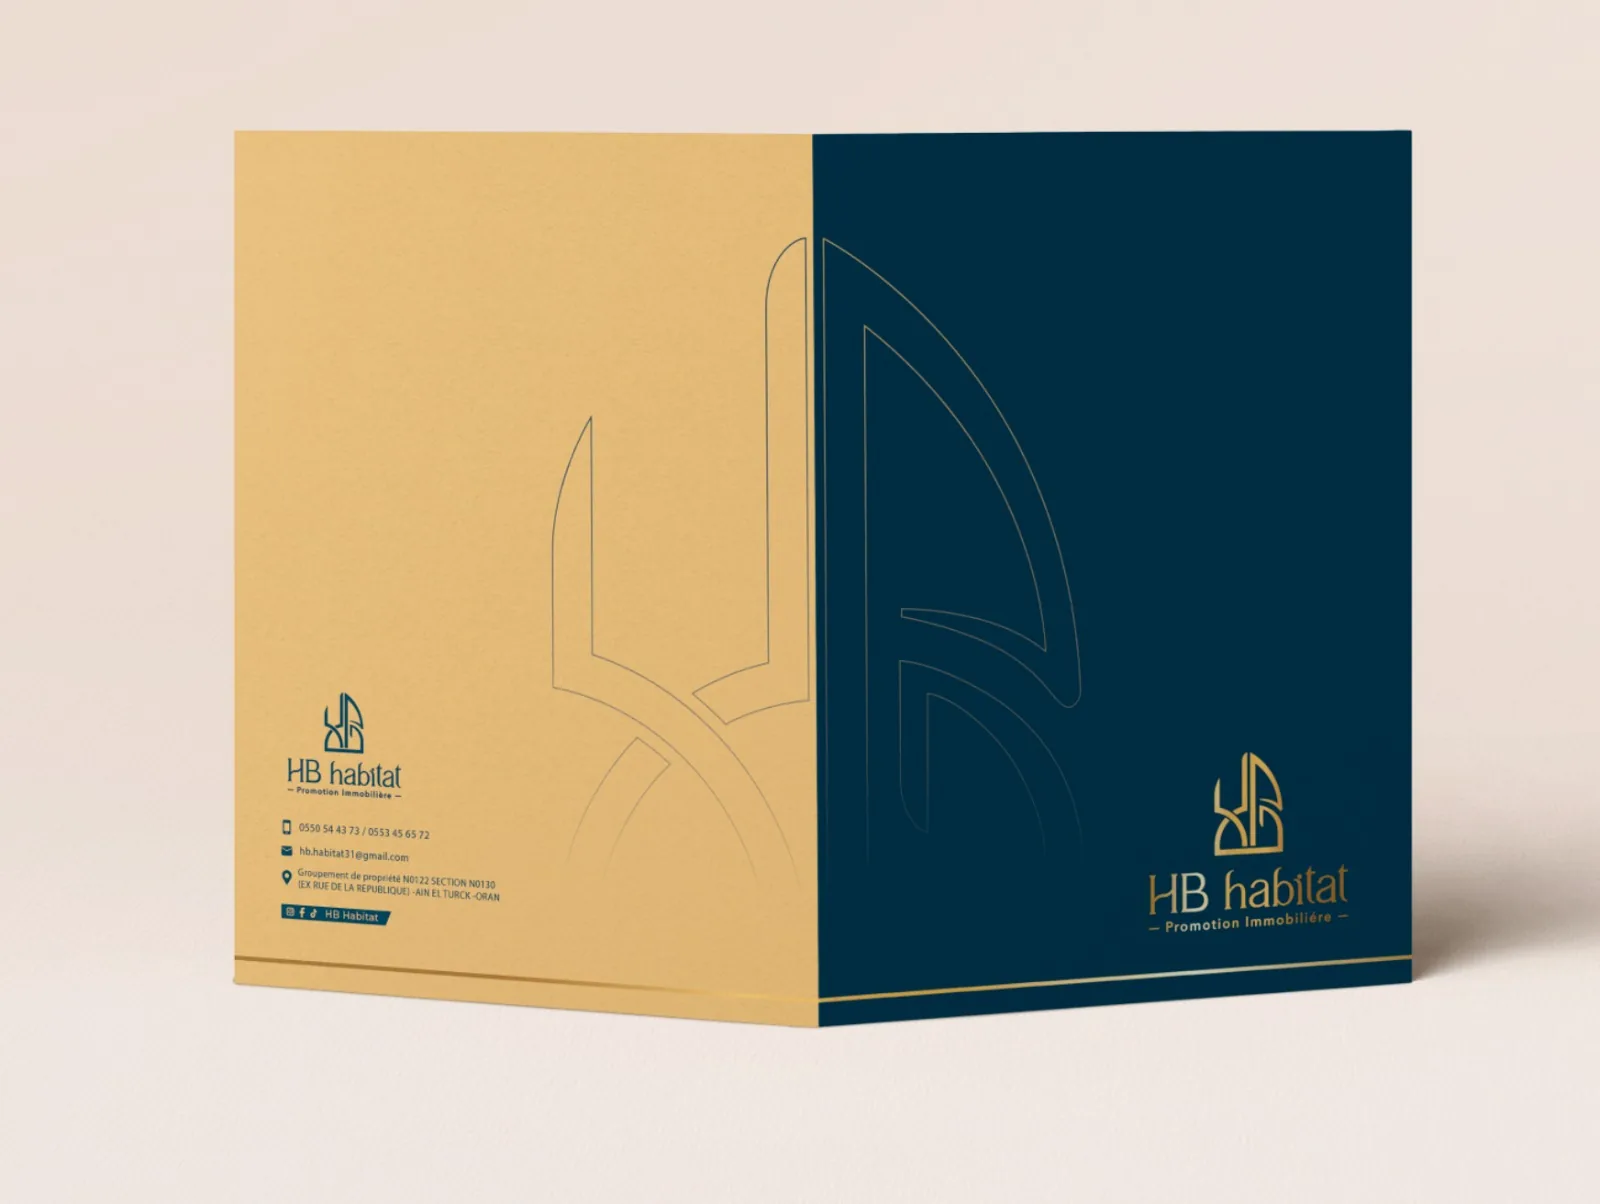 HB habitat
— Promotion Immobilière —
0550 54 43 73 / 0553 45 65 72
hb.habitat31@gmail.com
Groupement de propriété N0122 SECTION N0130
(EX RUE DE LA REPUBLIQUE) -AIN EL TURCK -ORAN
HB Habitat
HB habitat
— Promotion Immobiliére —